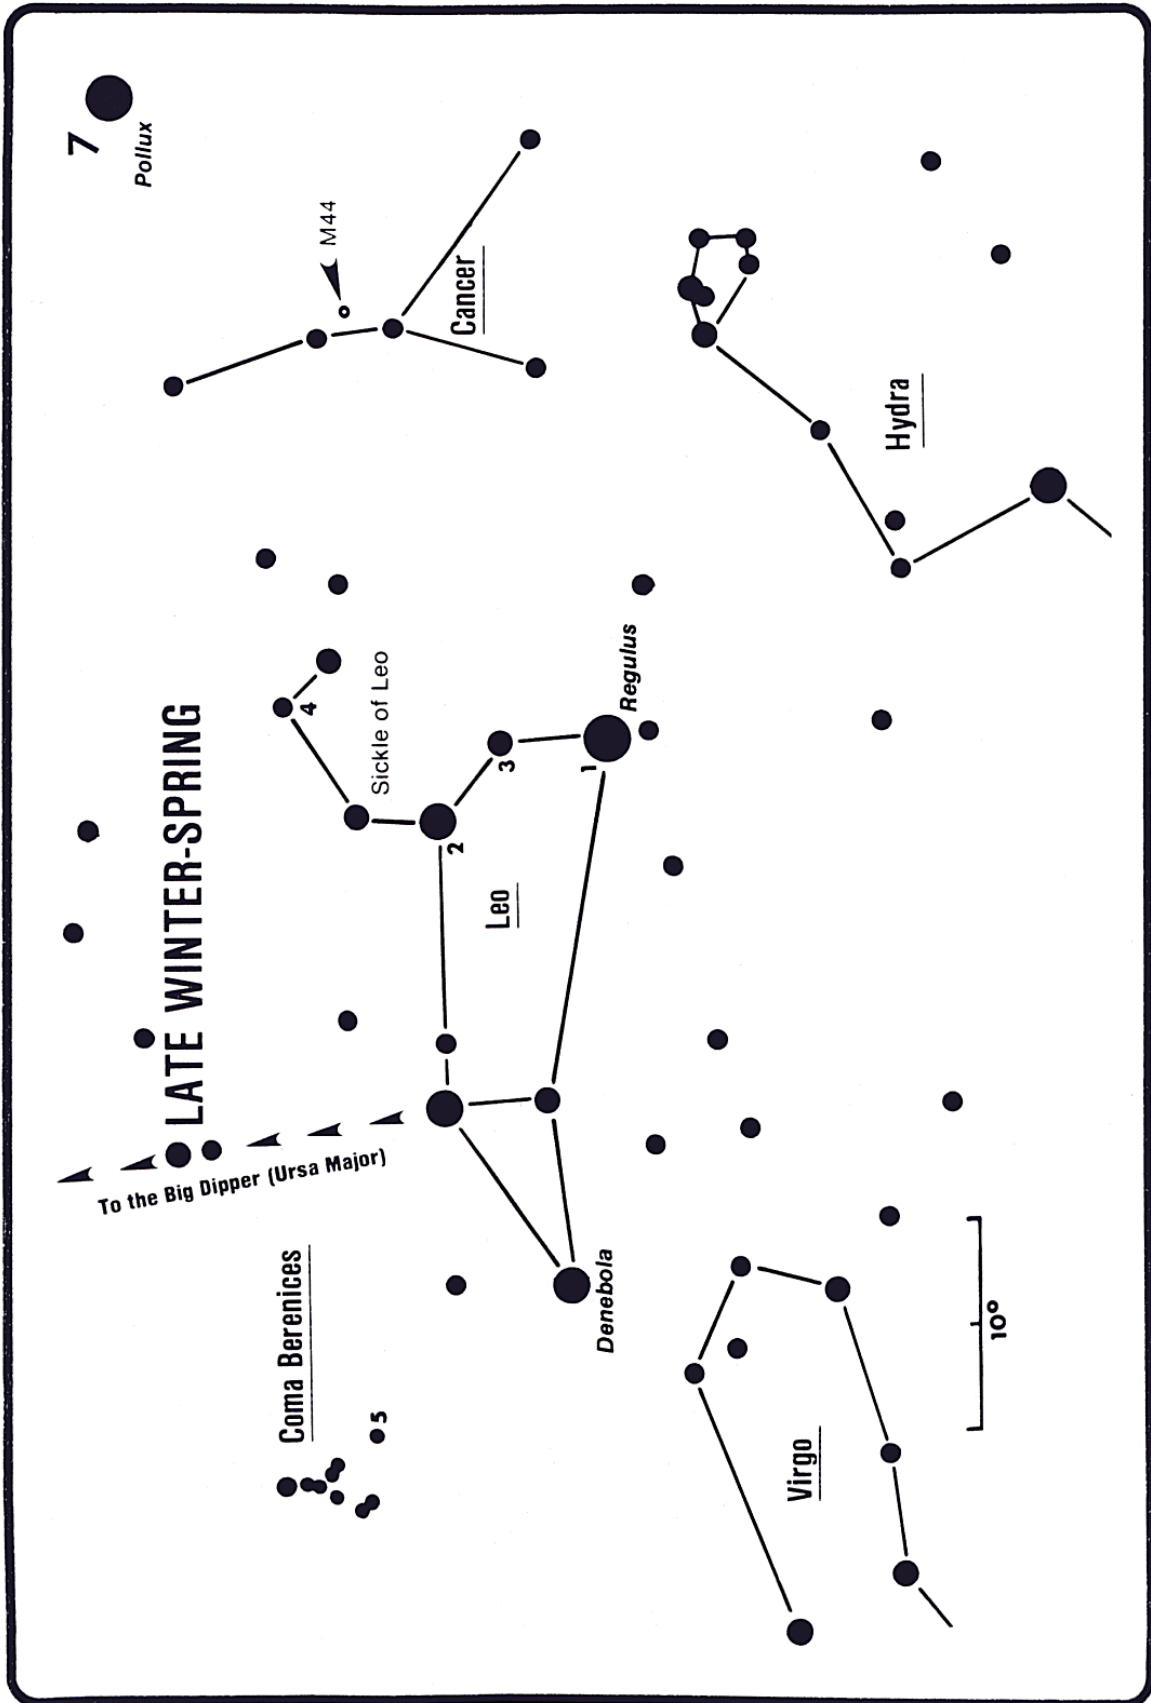 7
Pollux
M44
Cancer
Hydra
LATE WINTER-SPRING
4
Sickle of Leo
3
Regulus
1
2
Leo
To the Big Dipper (Ursa Major)
Denebola
Coma Berenices
5
Virgo
10°